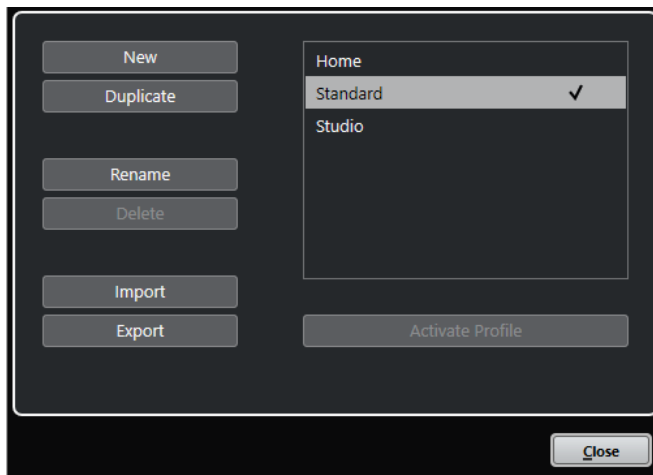 New
Duplicate
Rename
Delete
Import
Export
Home
Standard
Studio
Activate Profile
Close